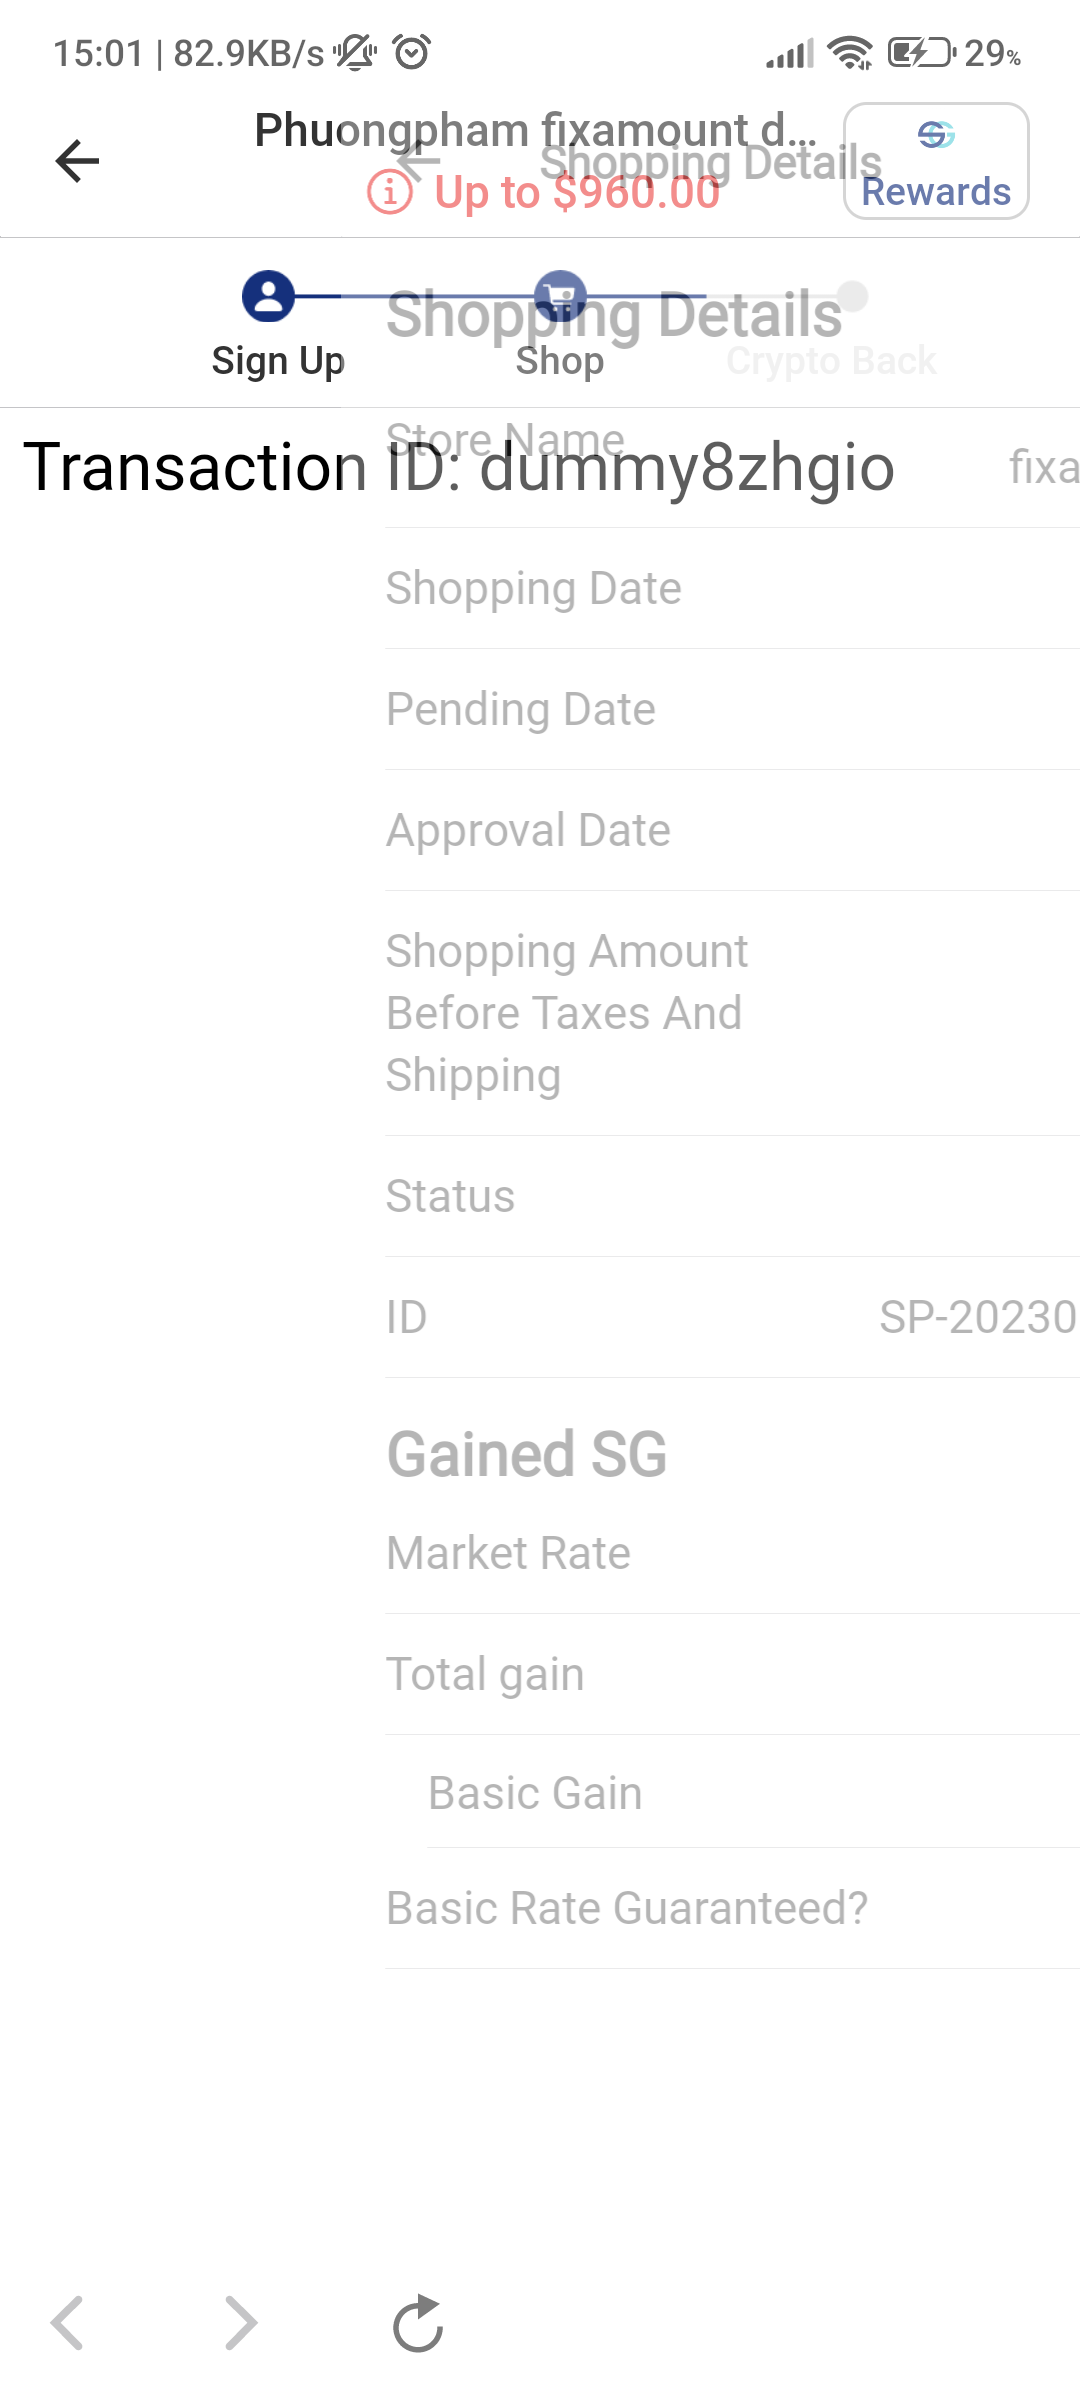 15:01 | 82.9KB/s 29%
Phuongpham fixamount d...
Up to $960.00
Rewards
Shopping Details
Sign Up
Shop
Crypto Back
Shopping Details
Transaction ID: dummy8zhgio
Store Name fixa
Shopping Date
Pending Date
Approval Date
Shopping Amount
Before Taxes And
Shipping
Status
ID SP-20230
Gained SG
Market Rate
Total gain
Basic Gain
Basic Rate Guaranteed?